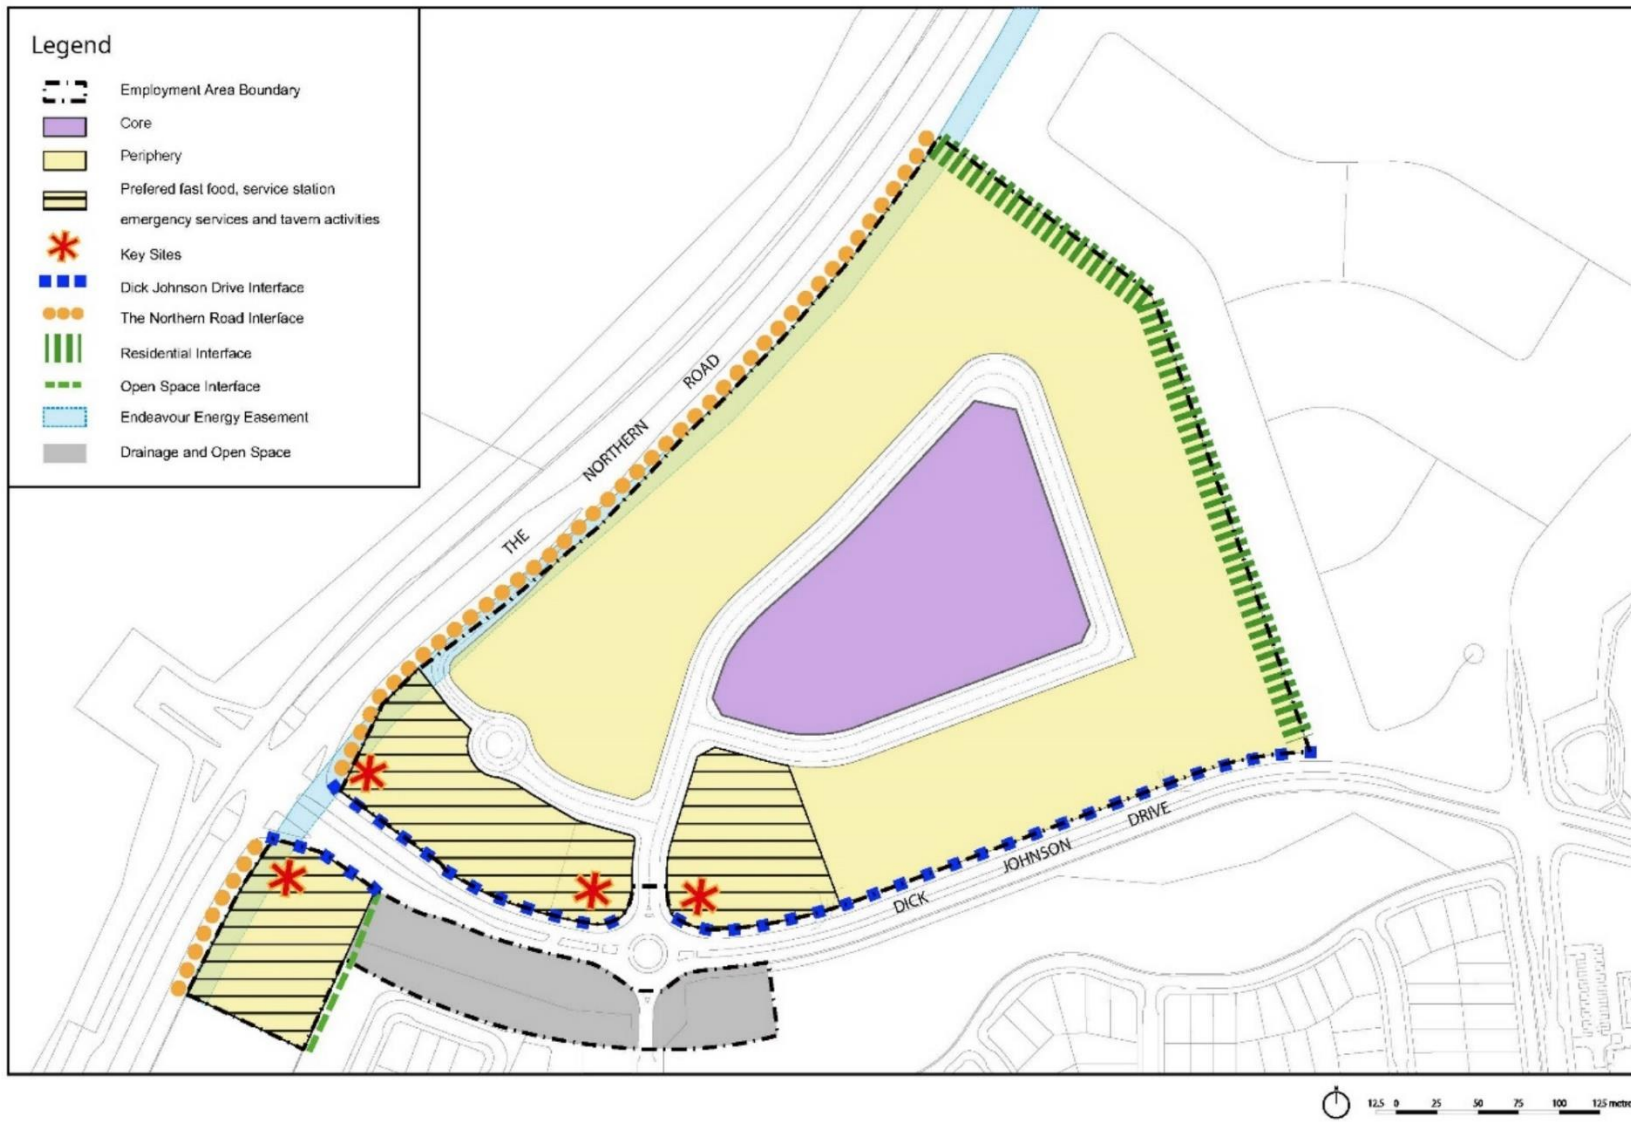 Legend
Employment Area Boundary
Core
Periphery
Prefered fast food, service station
emergency services and tavern activities
Key Sites
Dick Johnson Drive Interface
The Northern Road Interface
Residential Interface
Open Space Interface
Endeavour Energy Easement
Drainage and Open Space
THE NORTHERN ROAD
DICK JOHNSON DRIVE
12.5 0 25 50 75 100 125 metre